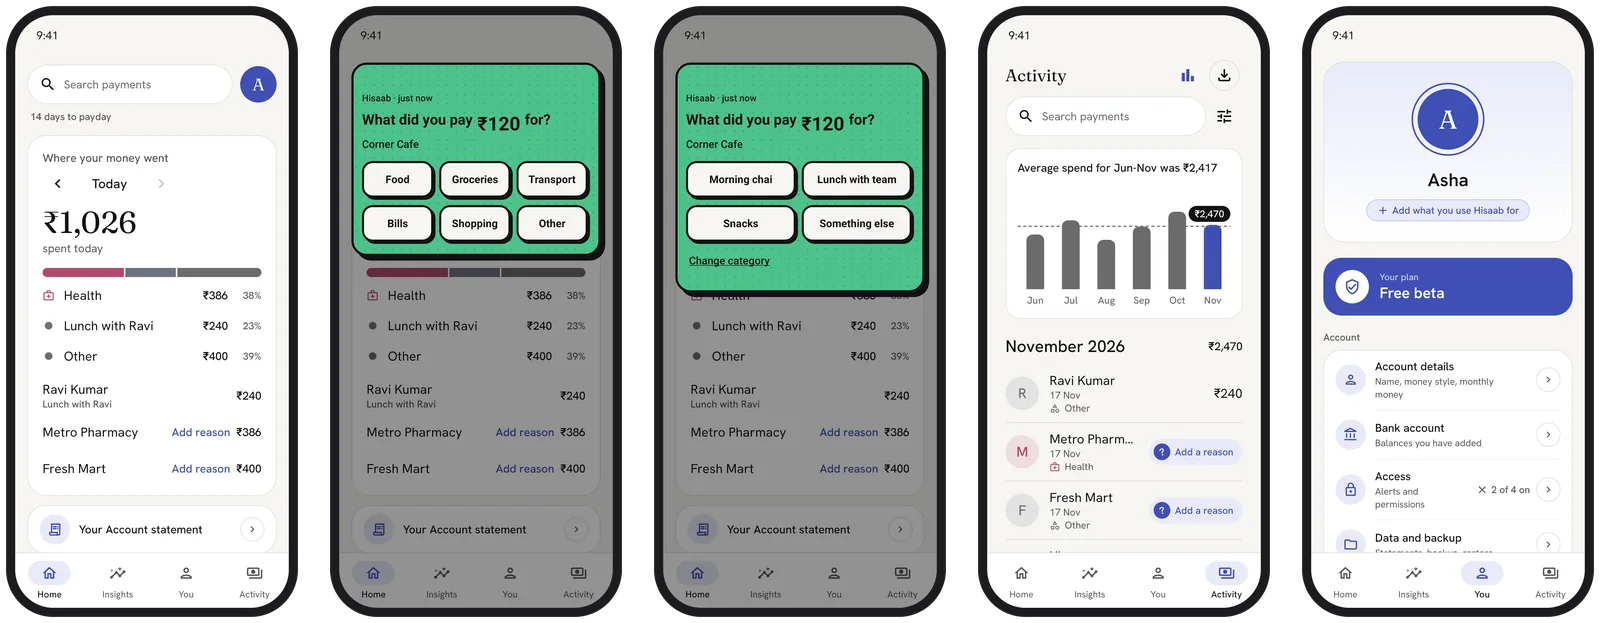 9:41
Search payments
A
14 days to payday
Where your money went
Today
₹1,026
spent today
Health ₹386 38%
Lunch with Ravi ₹240 23%
Other ₹400 39%
Ravi Kumar ₹240
Lunch with Ravi
Metro Pharmacy Add reason ₹386
Fresh Mart Add reason ₹400
Your Account statement
Home Insights You Activity
9:41
Hisaab · just now
What did you pay ₹120 for?
Corner Cafe
Food Groceries Transport
Bills Shopping Other
Health ₹386 38%
Lunch with Ravi ₹240 23%
Other ₹400 39%
Ravi Kumar ₹240
Lunch with Ravi
Metro Pharmacy Add reason ₹386
Fresh Mart Add reason ₹400
Your Account statement
Home Insights You Activity
9:41
Hisaab · just now
What did you pay ₹120 for?
Corner Cafe
Morning chai Lunch with team
Snacks Something else
Change category
Health ₹386 38%
Lunch with Ravi ₹240 23%
Other ₹400 39%
Ravi Kumar ₹240
Lunch with Ravi
Metro Pharmacy Add reason ₹386
Fresh Mart Add reason ₹400
Your Account statement
Home Insights You Activity
9:41
Activity
Search payments
Average spend for Jun-Nov was ₹2,417
₹2,470
Jun Jul Aug Sep Oct Nov
November 2026 ₹2,470
R
Ravi Kumar ₹240
17 Nov
Other
M
Metro Pharm... ? Add a reason
17 Nov
Health
F
Fresh Mart ? Add a reason
17 Nov
Other
Home Insights You Activity
9:41
A
Asha
+ Add what you use Hisaab for
Your plan
Free beta
Account
Account details
Name, money style, monthly
money
Bank account
Balances you have added
Access
Alerts and
permissions
2 of 4 on
Data and backup
Statements, backup, restore
Home Insights You Activity